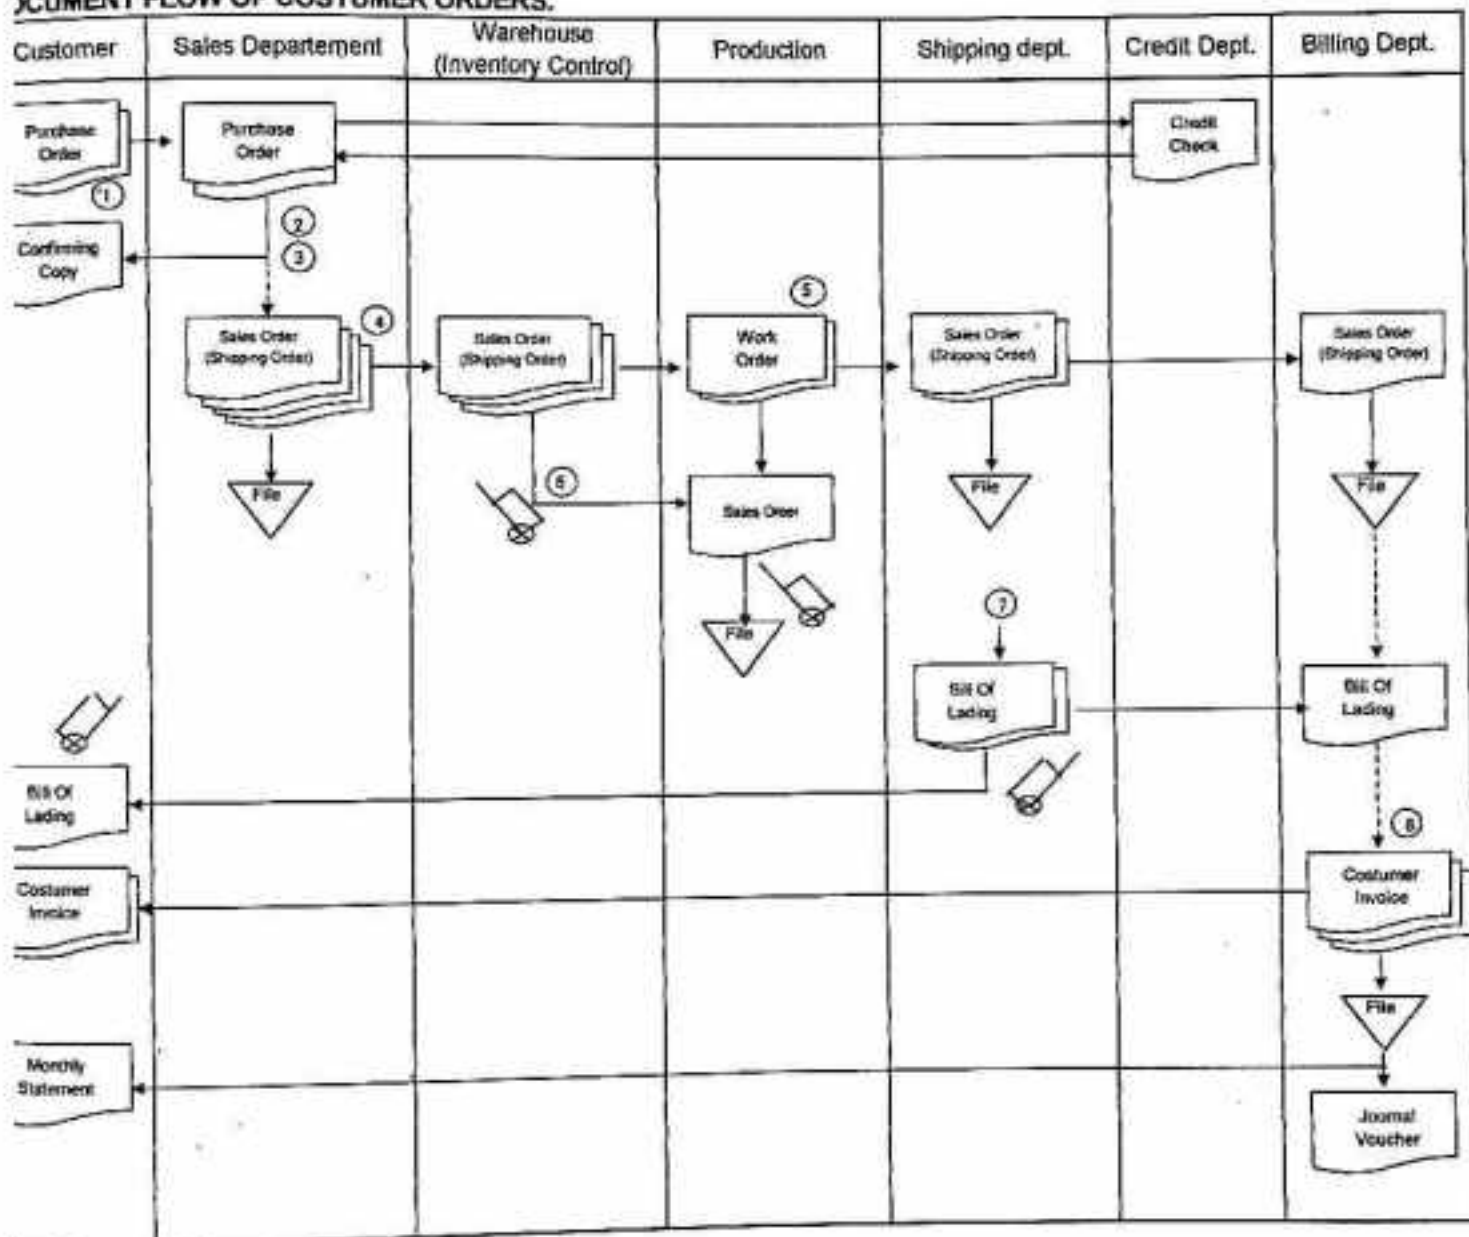 OCUMENT FLOW OF COSTUMER ORDERS.
Customer
Sales Departement
Warehouse
(Inventory Control)
Production
Shipping dept.
Credit Dept.
Billing Dept.
Purchase
Order
1
Purchase
Order
Credit
Check
2
3
Confirming
Copy
Sales Order
(Shipping Order)
4
Sales Order
(Shipping Order)
Work
Order
5
Sales Order
(Shipping Order)
Sales Order
(Shipping Order)
File
6
Sales Order
File
File
File
7
Bill Of
Lading
Bill Of
Lading
Bill Of
Lading
8
Costumer
Invoice
Costumer
Invoice
File
Monthly
Statement
Journal
Voucher